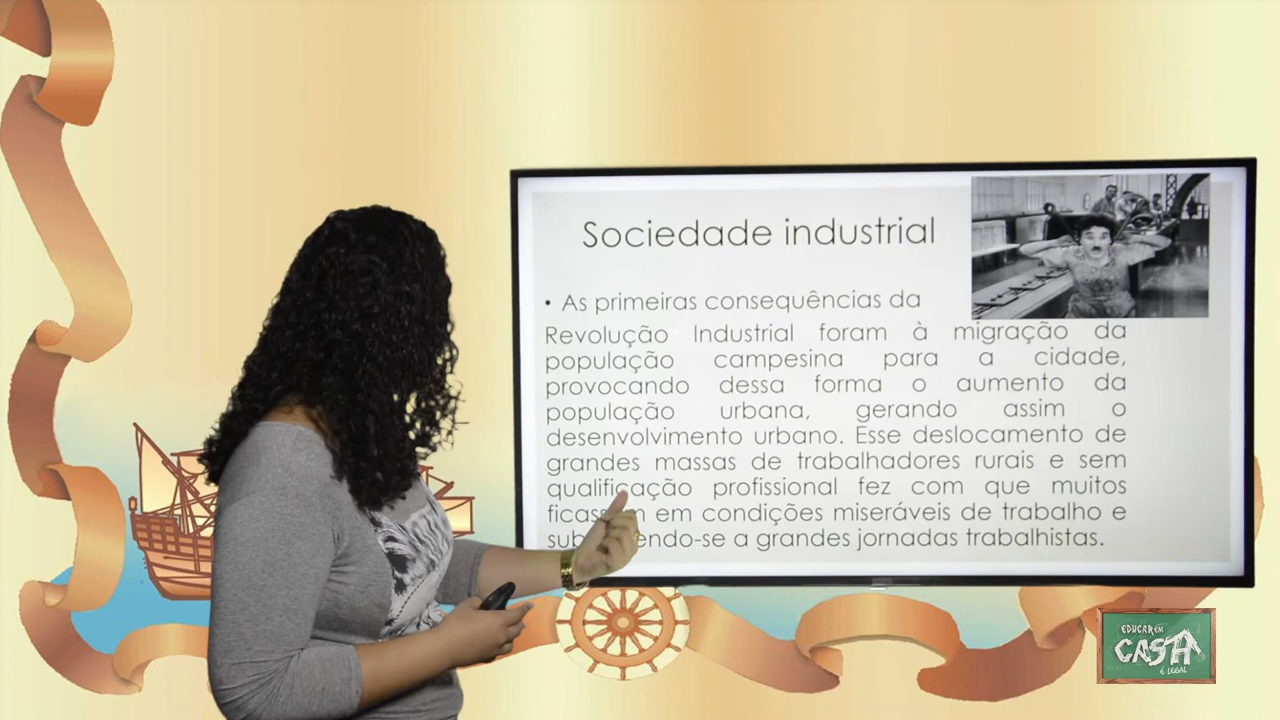 Sociedade industrial
• As primeiras consequências da
Revolução Industrial foram à migração da
população campesina para a cidade,
provocando dessa forma o aumento da
população urbana, gerando assim o
desenvolvimento urbano. Esse deslocamento de
grandes massas de trabalhadores rurais e sem
qualificação profissional fez com que muitos
em condições miseráveis de trabalho e
a grandes jornadas trabalhistas.
EDUCAR EM
CASA
É LEGAL